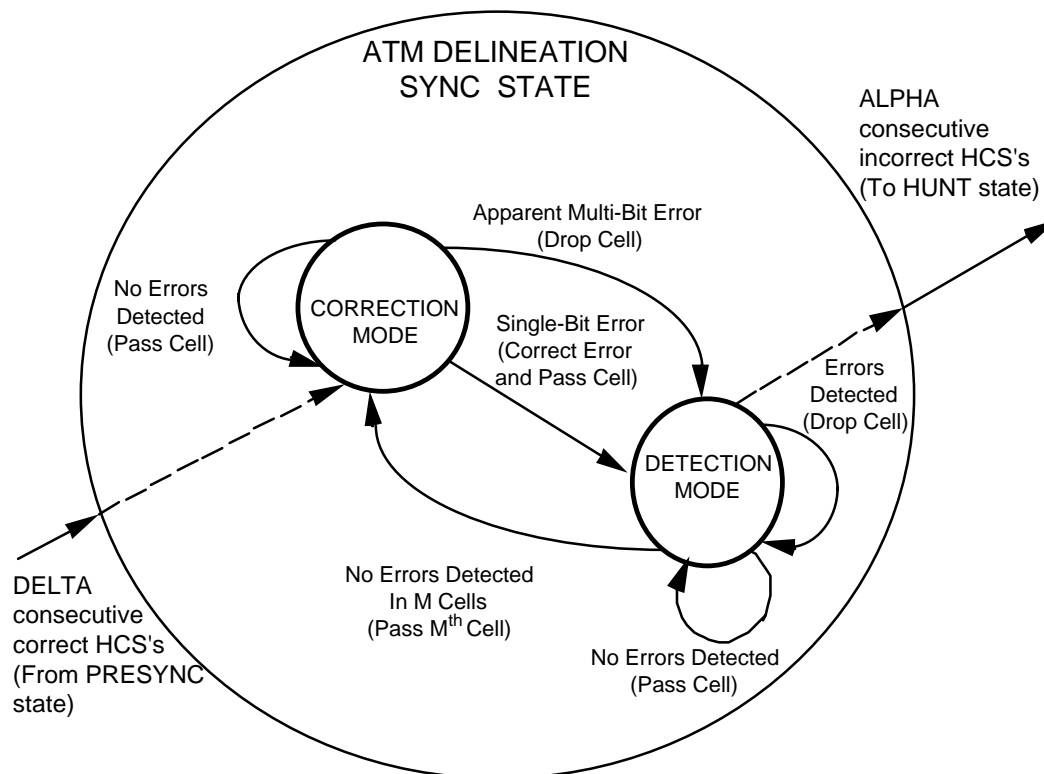 ATM DELINEATION
SYNC STATE
ALPHA
consecutive
incorrect HCS's
(To HUNT state)
Apparent Multi-Bit Error
(Drop Cell)
No Errors
Detected
(Pass Cell)
CORRECTION
MODE
Single-Bit Error
(Correct Error
and Pass Cell)
Errors
Detected
(Drop Cell)
DETECTION
MODE
No Errors Detected
In M Cells
(Pass Mth Cell)
DELTA
consecutive
correct HCS's
(From PRESYNC
state)
No Errors Detected
(Pass Cell)